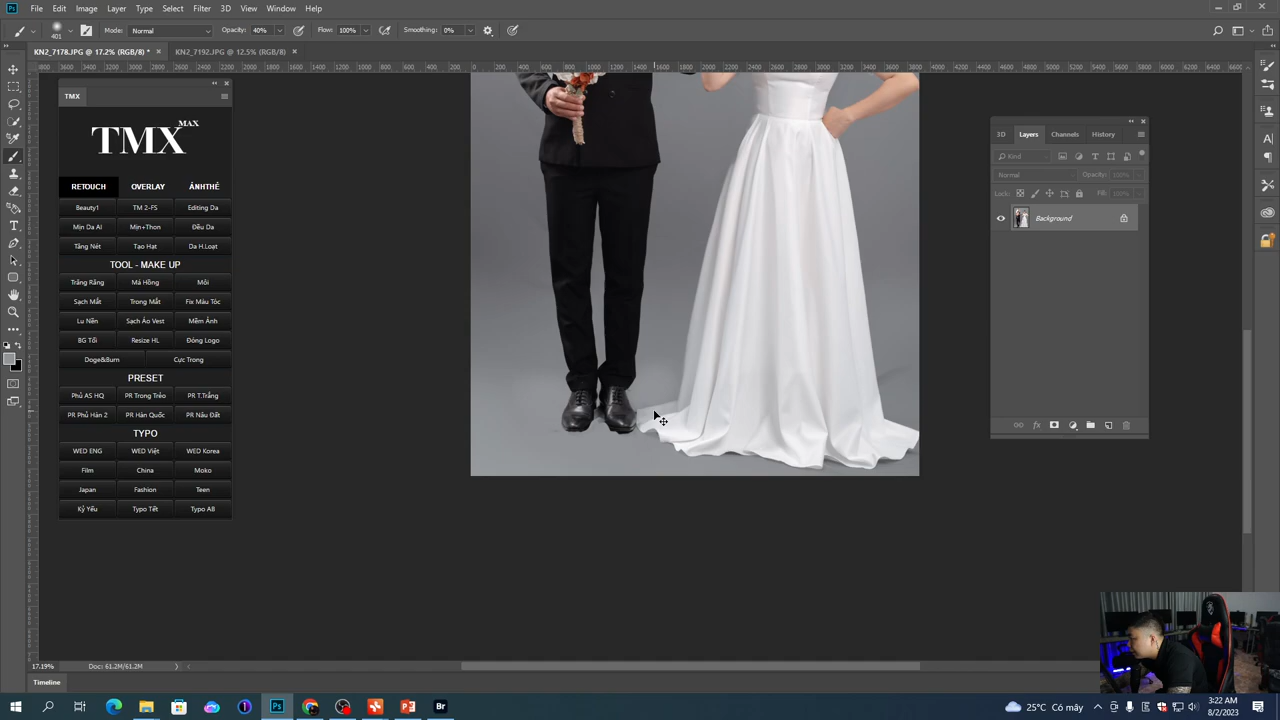 Ps File Edit Image Layer Type Select Filter 3D View Window Help
401 Mode: Normal Opacity: 40% Flow: 100% Smoothing: 0%
KN2_7178.JPG @ 17.2% (RGB/8) * × KN2_7192.JPG @ 12.5% (RGB/8) ×
TMX
TMX MAX
RETOUCH OVERLAY ẢNHTHẺ
Beauty1 TM 2-FS Editing Da
Mịn Da AI Mịn+Thon Đều Da
Tăng Nét Tạo Hạt Da H.Loạt
TOOL - MAKE UP
Trắng Răng Má Hồng Môi
Sạch Mắt Trong Mắt Fix Màu Tóc
Lu Nền Sạch Áo Vest Mềm Ảnh
BG Tối Resize HL Đóng Logo
Doge&Burn Cực Trong
PRESET
Phủ AS HQ PR Trong Trẻo PR T.Trắng
PR Phủ Hàn 2 PR Hàn Quốc PR Nâu Đất
TYPO
WED ENG WED Việt WED Korea
Film China Moko
Japan Fashion Teen
Kỷ Yếu Typo Tết Typo AB
3D Layers Channels History
Kind
Normal Opacity: 100%
Lock: Fill: 100%
Background
17.19% Doc: 61.2M/61.2M
Timeline
25°C Có mây 3:22 AM
8/2/2023